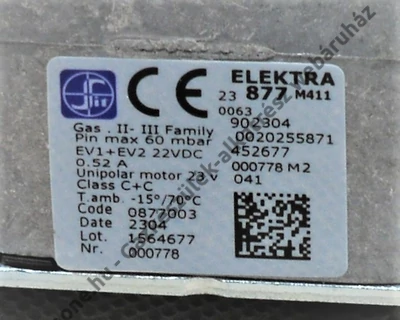 Sit
CE
ELEKTRA
23 877 M411
0063 902304
Gas . II- III Family 0020255871
Pin max 60 mbar 452677
EV1+EV2 22VDC 000778 M2
0.52 A 041
Unipolar motor 23 v
Class C+C
T.amb. -15°/70°C
Code 0877003
Date 2304
Lot. 1564677
Nr. 000778